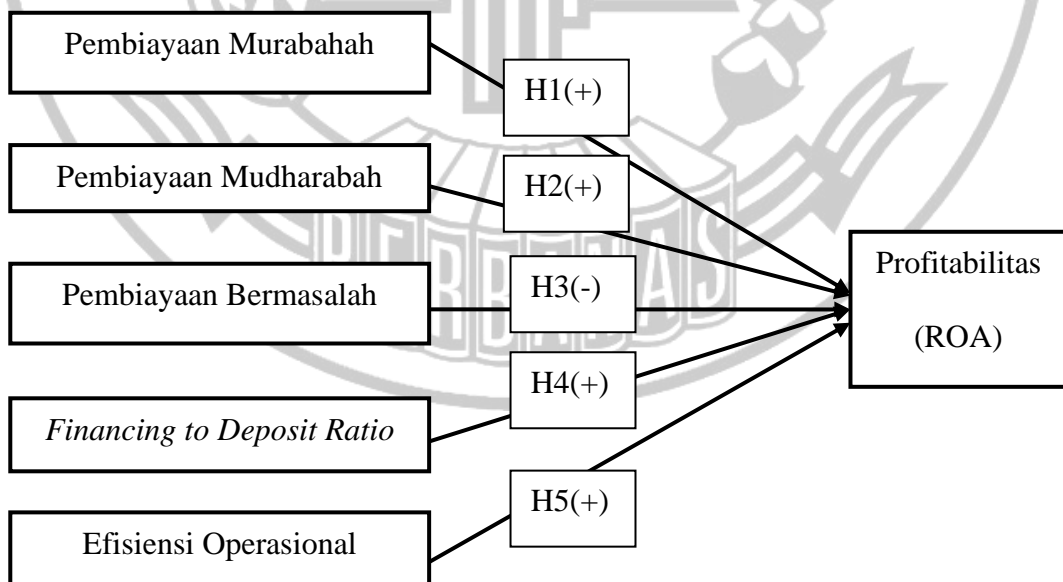 Pembiayaan Murabahah
H1(+)
Pembiayaan Mudharabah
H2(+)
Pembiayaan Bermasalah
H3(-)
Profitabilitas
(ROA)
Financing to Deposit Ratio
H4(+)
Efisiensi Operasional
H5(+)
PERBANAS